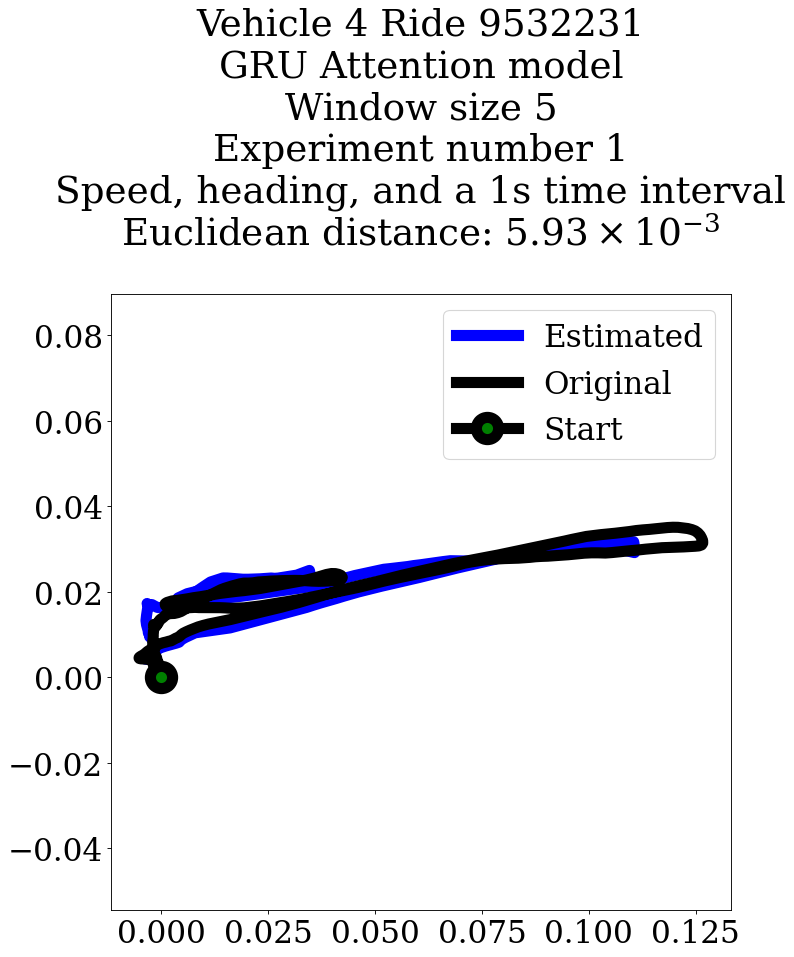 Vehicle 4 Ride 9532231
GRU Attention model
Window size 5
Experiment number 1
Speed, heading, and a 1s time interval
Euclidean distance: 5.93 × 10⁻³
Estimated
Original
Start
0.08
0.06
0.04
0.02
0.00
−0.02
−0.04
0.000 0.025 0.050 0.075 0.100 0.125